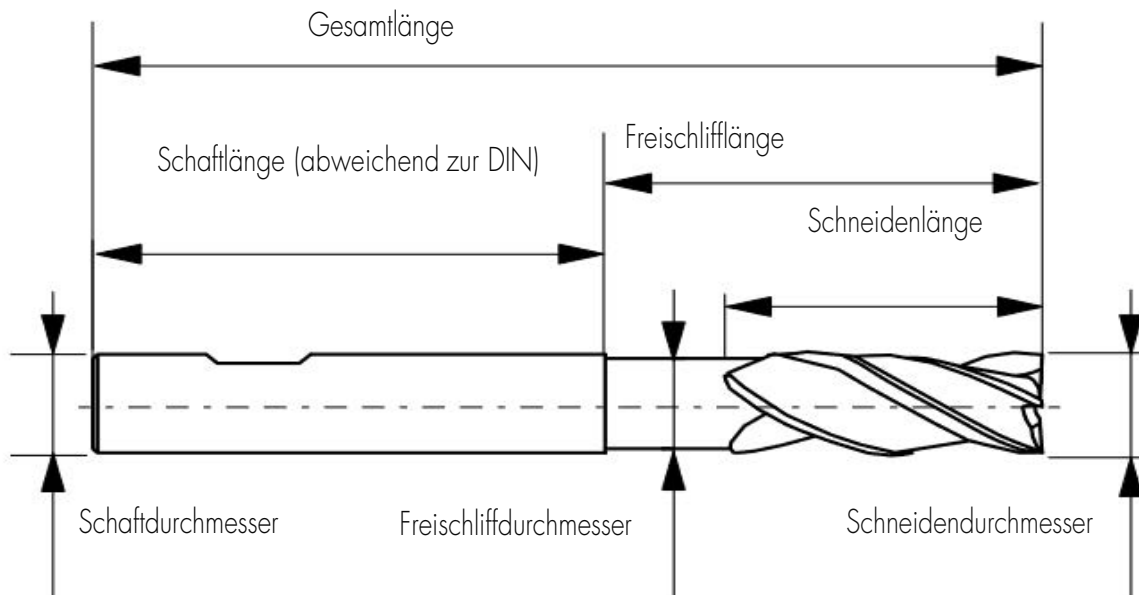 Gesamtlänge
Freischlifflänge
Schaftlänge (abweichend zur DIN)
Schneidenlänge
Schaftdurchmesser
Freischliffdurchmesser
Schneidendurchmesser